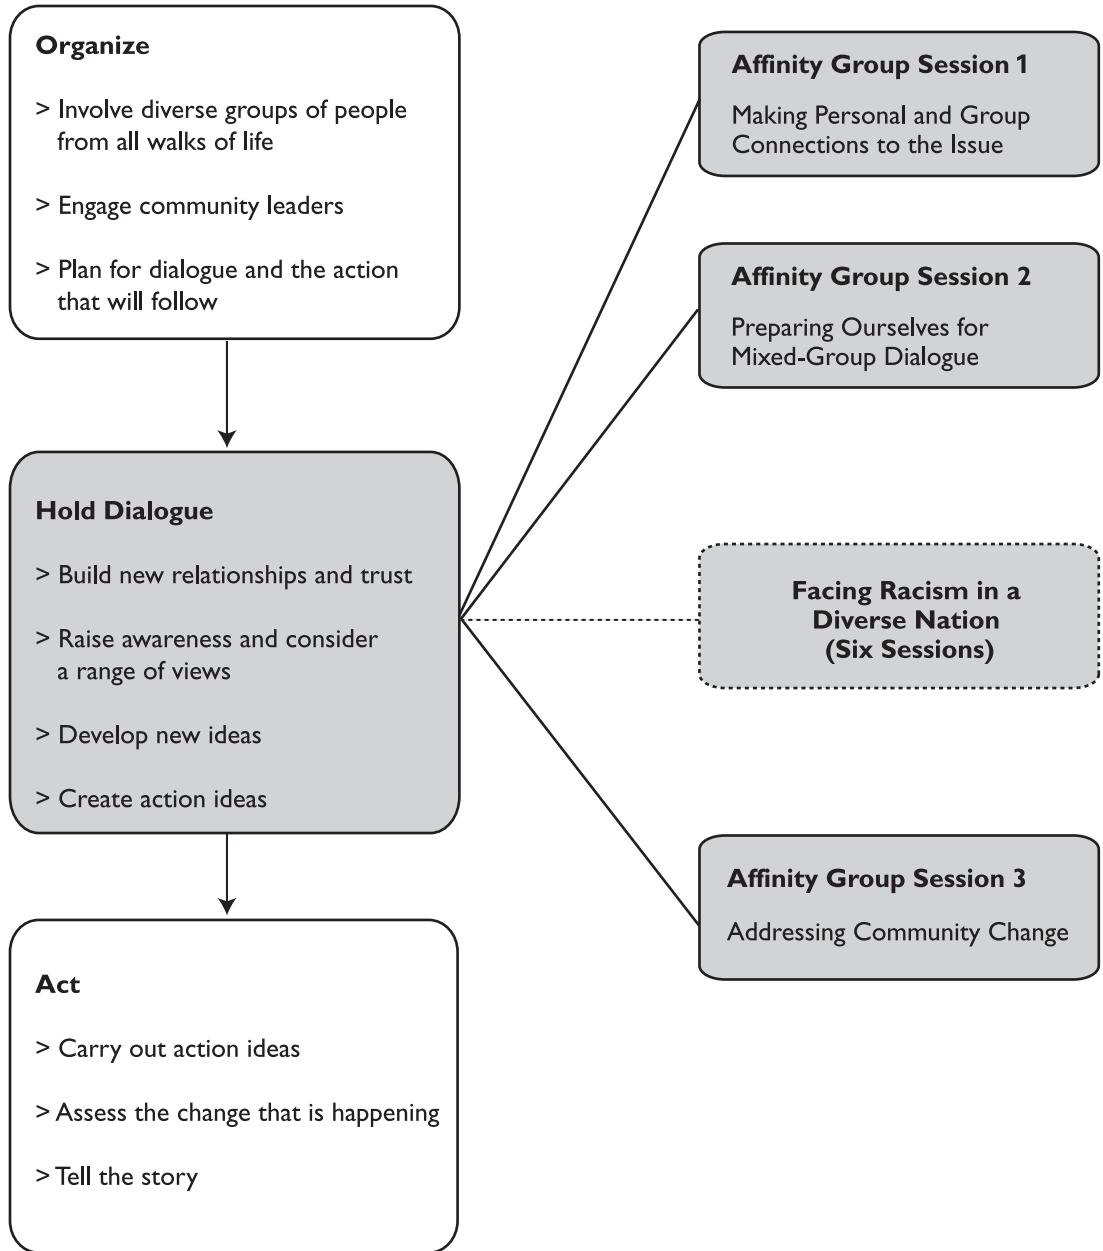 Organize
> Involve diverse groups of people
from all walks of life
> Engage community leaders
> Plan for dialogue and the action
that will follow
Hold Dialogue
> Build new relationships and trust
> Raise awareness and consider
a range of views
> Develop new ideas
> Create action ideas
Act
> Carry out action ideas
> Assess the change that is happening
> Tell the story
Affinity Group Session 1
Making Personal and Group
Connections to the Issue
Affinity Group Session 2
Preparing Ourselves for
Mixed-Group Dialogue
Facing Racism in a
Diverse Nation
(Six Sessions)
Affinity Group Session 3
Addressing Community Change